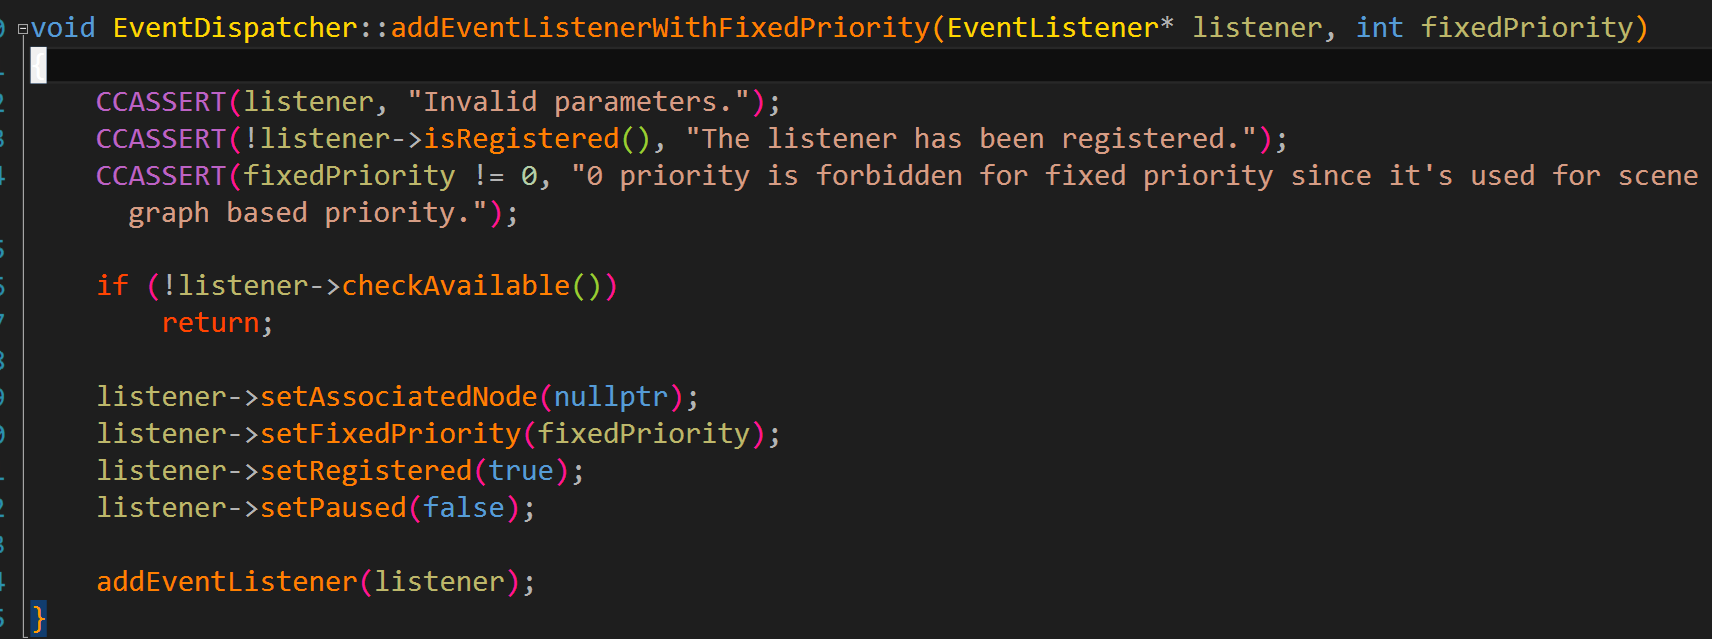 void EventDispatcher::addEventListenerWithFixedPriority(EventListener* listener, int fixedPriority)
{
    CCASSERT(listener, "Invalid parameters.");
    CCASSERT(!listener->isRegistered(), "The listener has been registered.");
    CCASSERT(fixedPriority != 0, "0 priority is forbidden for fixed priority since it's used for scene
      graph based priority.");
    if (!listener->checkAvailable())
        return;
    listener->setAssociatedNode(nullptr);
    listener->setFixedPriority(fixedPriority);
    listener->setRegistered(true);
    listener->setPaused(false);
    addEventListener(listener);
}